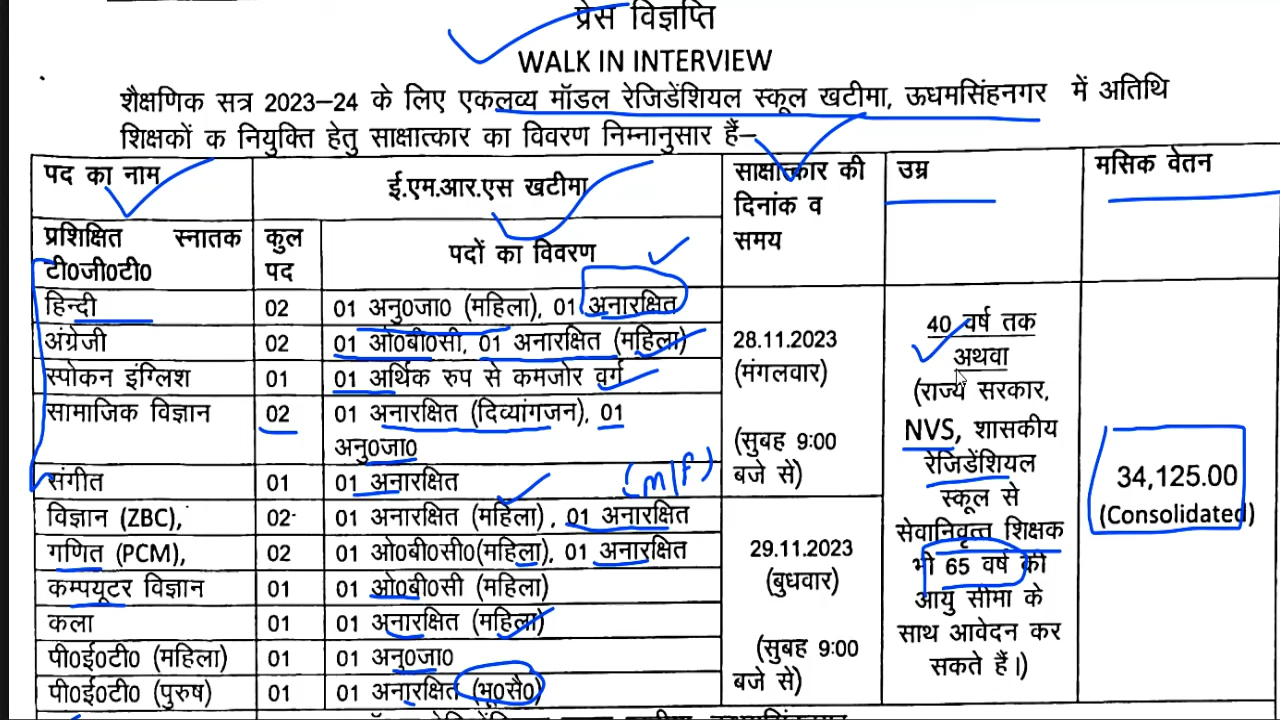 प्रेस विज्ञप्ति
WALK IN INTERVIEW
शैक्षणिक सत्र 2023–24 के लिए एकलव्य मॉडल रेजिडेंशियल स्कूल खटीमा, ऊधमसिंहनगर में अतिथि
शिक्षकों क नियुक्ति हेतु साक्षात्कार का विवरण निम्नानुसार हैं–
पद का नाम
ई.एम.आर.एस खटीमा
साक्षात्कार की
दिनांक व
समय
उम्र
मसिक वेतन
प्रशिक्षित स्नातक
टी0जी0टी0
कुल
पद
पदों का विवरण
हिन्दी 02 01 अनु0जा0 (महिला), 01 अनारक्षित
अंग्रेजी 02 01 ओ0बी0सी, 01 अनारक्षित (महिला)
स्पोकन इंग्लिश 01 01 अर्थिक रुप से कमजोर वर्ग
सामाजिक विज्ञान 02 01 अनारक्षित (दिव्यांगजन), 01
अनु0जा0
संगीत 01 01 अनारक्षित (m/f)
28.11.2023
(मंगलवार)
(सुबह 9:00
बजे से)
विज्ञान (ZBC), 02 01 अनारक्षित (महिला), 01 अनारक्षित
गणित (PCM), 02 01 ओ0बी0सी0(महिला), 01 अनारक्षित
कम्पयूटर विज्ञान 01 01 ओ0बी0सी (महिला)
कला 01 01 अनारक्षित (महिला)
पी0ई0टी0 (महिला) 01 01 अनु0जा0
पी0ई0टी0 (पुरुष) 01 01 अनारक्षित (भू0सै0)
29.11.2023
(बुधवार)
(सुबह 9:00
बजे से)
40 वर्ष तक
अथवा
(राज्य सरकार,
NVS, शासकीय
रेजिडेंशियल
स्कूल से
सेवानिवृत्त शिक्षक
भी 65 वर्ष की
आयु सीमा के
साथ आवेदन कर
सकते हैं।)
34,125.00
(Consolidated)